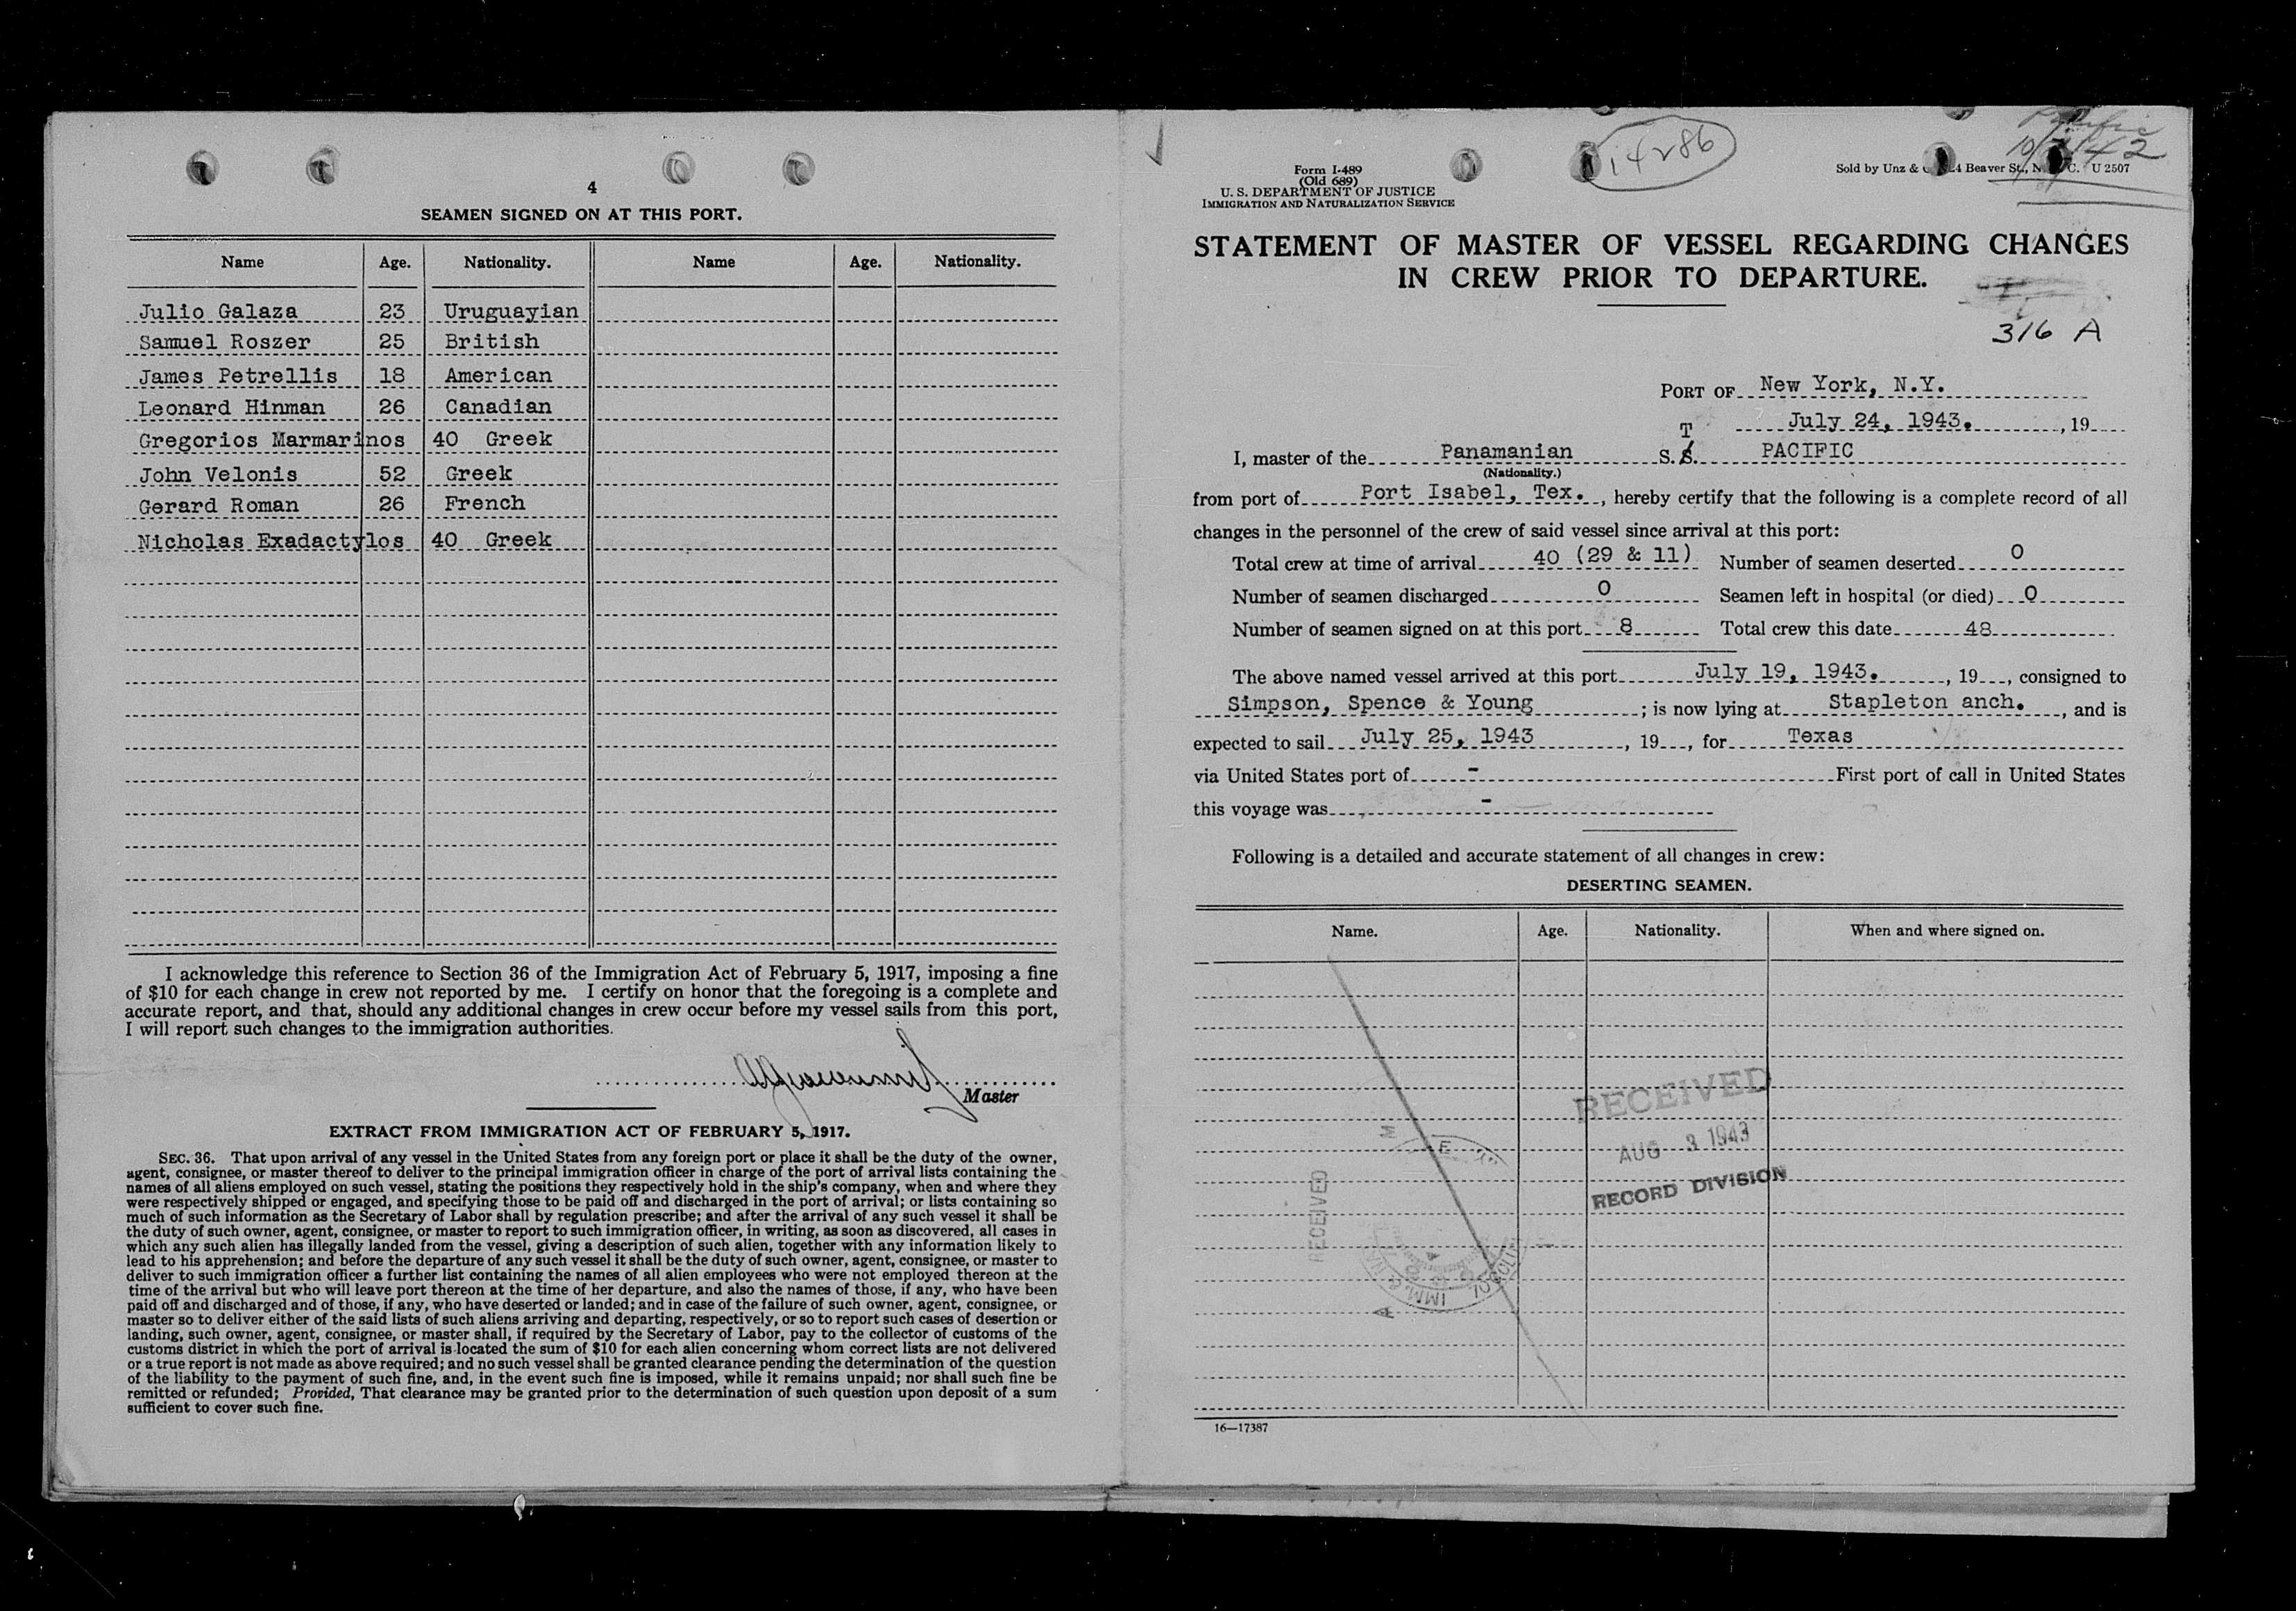 4
SEAMEN SIGNED ON AT THIS PORT.
Name Age. Nationality. Name Age. Nationality.
Julio Galaza 23 Uruguayian
Samuel Roszer 25 British
James Petrellis 18 American
Leonard Hinman 26 Canadian
Gregorios Marmarinos 40 Greek
John Velonis 52 Greek
Gerard Roman 26 French
Nicholas Exadactylos 40 Greek
I acknowledge this reference to Section 36 of the Immigration Act of February 5, 1917, imposing a fine
of $10 for each change in crew not reported by me. I certify on honor that the foregoing is a complete and
accurate report, and that, should any additional changes in crew occur before my vessel sails from this port,
I will report such changes to the immigration authorities.
Master
EXTRACT FROM IMMIGRATION ACT OF FEBRUARY 5, 1917.
SEC. 36. That upon arrival of any vessel in the United States from any foreign port or place it shall be the duty of the owner,
agent, consignee, or master thereof to deliver to the principal immigration officer in charge of the port of arrival lists containing the
names of all aliens employed on such vessel, stating the positions they respectively hold in the ship's company, when and where they
were respectively shipped or engaged, and specifying those to be paid off and discharged in the port of arrival; or lists containing so
much of such information as the Secretary of Labor shall by regulation prescribe; and after the arrival of any such vessel it shall be
the duty of such owner, agent, consignee, or master to report to such immigration officer, in writing, as soon as discovered, all cases in
which any such alien has illegally landed from the vessel, giving a description of such alien, together with any information likely to
lead to his apprehension; and before the departure of any such vessel it shall be the duty of such owner, agent, consignee, or master to
deliver to such immigration officer a further list containing the names of all alien employees who were not employed thereon at the
time of the arrival but who will leave port thereon at the time of her departure, and also the names of those, if any, who have been
paid off and discharged and of those, if any, who have deserted or landed; and in case of the failure of such owner, agent, consignee, or
master so to deliver either of the said lists of such aliens arriving and departing, respectively, or so to report such cases of desertion or
landing, such owner, agent, consignee, or master shall, if required by the Secretary of Labor, pay to the collector of customs of the
customs district in which the port of arrival is located the sum of $10 for each alien concerning whom correct lists are not delivered
or a true report is not made as above required; and no such vessel shall be granted clearance pending the determination of the question
of the liability to the payment of such fine, and, in the event such fine is imposed, while it remains unpaid; nor shall such fine be
remitted or refunded; Provided, That clearance may be granted prior to the determination of such question upon deposit of a sum
sufficient to cover such fine.
14286
Pacific
10/7/42
Form I-489
(Old 689)
U. S. DEPARTMENT OF JUSTICE
IMMIGRATION AND NATURALIZATION SERVICE
Sold by Unz & 24 Beaver St., N. C. U 2507
STATEMENT OF MASTER OF VESSEL REGARDING CHANGES
IN CREW PRIOR TO DEPARTURE.
316 A
PORT OF New York, N.Y.
July 24, 1943. , 19
T
I, master of the Panamanian S. S. PACIFIC
(Nationality.)
from port of Port Isabel, Tex. , hereby certify that the following is a complete record of all
changes in the personnel of the crew of said vessel since arrival at this port:
Total crew at time of arrival 40 (29 & 11) Number of seamen deserted 0
Number of seamen discharged 0 Seamen left in hospital (or died) 0
Number of seamen signed on at this port 8 Total crew this date 48
The above named vessel arrived at this port July 19, 1943. , 19 , consigned to
Simpson, Spence & Young ; is now lying at Stapleton anch. , and is
expected to sail July 25, 1943 , 19 , for Texas
via United States port of - First port of call in United States
this voyage was -
Following is a detailed and accurate statement of all changes in crew:
DESERTING SEAMEN.
Name. Age. Nationality. When and where signed on.
RECEIVED
AUG 3 1943
RECORD DIVISION
RECEIVED
M
A
IMM.
16—17387